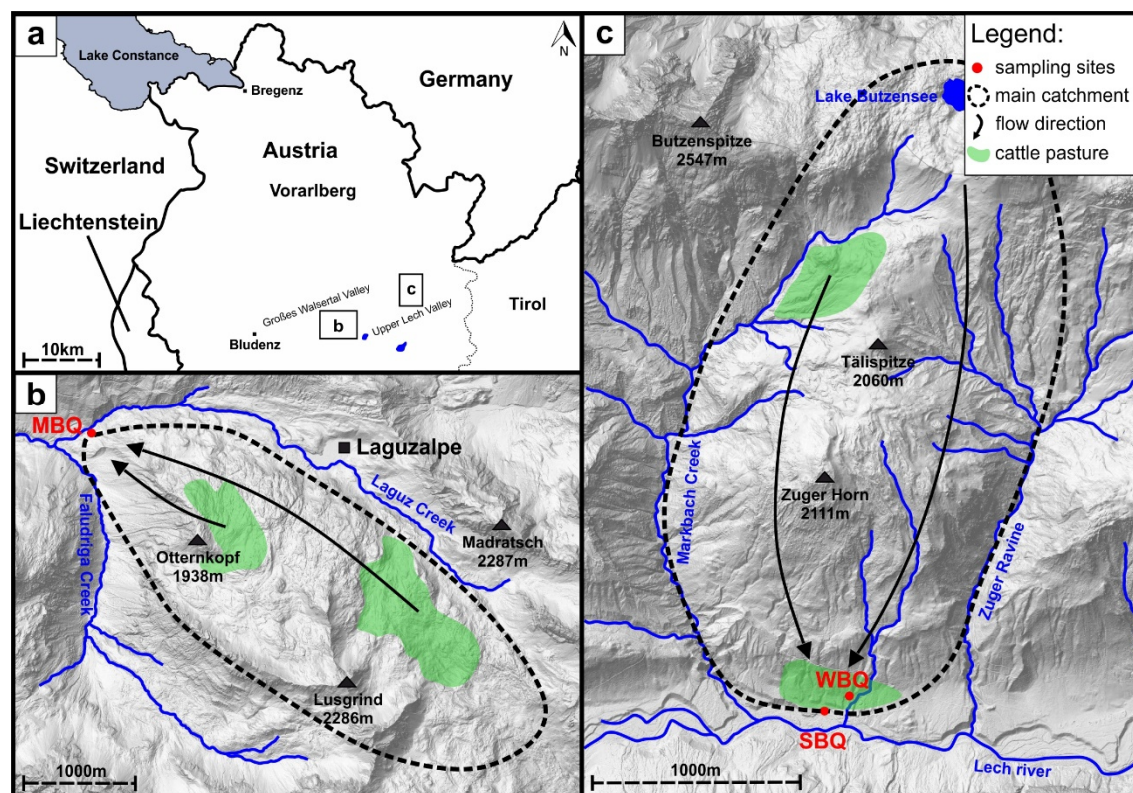 a
Lake Constance
N
Bregenz
Germany
Switzerland
Austria
Vorarlberg
Liechtenstein
c
Großes Walsertal Valley
b
Upper Lech Valley
Tirol
Bludenz
10km
b
MBQ
Laguzalpe
Laguz Creek
Faludriga Creek
Otternkopf
1938m
Madratsch
2287m
Lusgrind
2286m
1000m
c
Legend:
sampling sites
main catchment
flow direction
cattle pasture
Lake Butzensee
Butzenspitze
2547m
Tälispitze
2060m
Markbach Creek
Zuger Horn
2111m
Zuger Ravine
WBQ
SBQ
Lech river
1000m